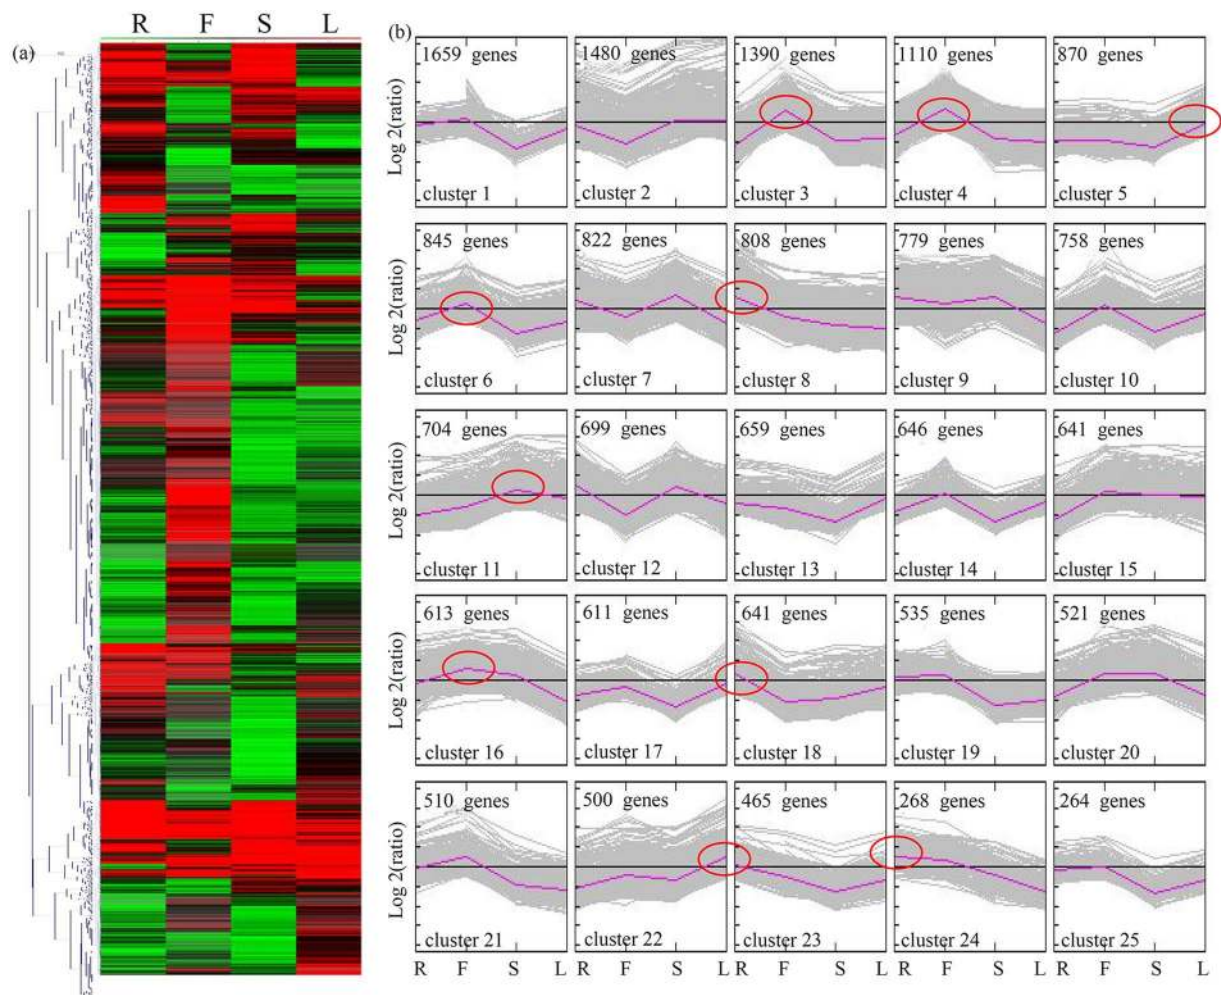 R F S L
(a)
(b)
1659 genes 1480 genes 1390 genes 1110 genes 870 genes
Log 2(ratio)
cluster 1 cluster 2 cluster 3 cluster 4 cluster 5
845 genes 822 genes 808 genes 779 genes 758 genes
Log 2(ratio)
cluster 6 cluster 7 cluster 8 cluster 9 cluster 10
704 genes 699 genes 659 genes 646 genes 641 genes
Log 2(ratio)
cluster 11 cluster 12 cluster 13 cluster 14 cluster 15
613 genes 611 genes 641 genes 535 genes 521 genes
Log 2(ratio)
cluster 16 cluster 17 cluster 18 cluster 19 cluster 20
510 genes 500 genes 465 genes 268 genes 264 genes
Log 2(ratio)
cluster 21 cluster 22 cluster 23 cluster 24 cluster 25
R F S L R F S L R F S L R F S L R F S L